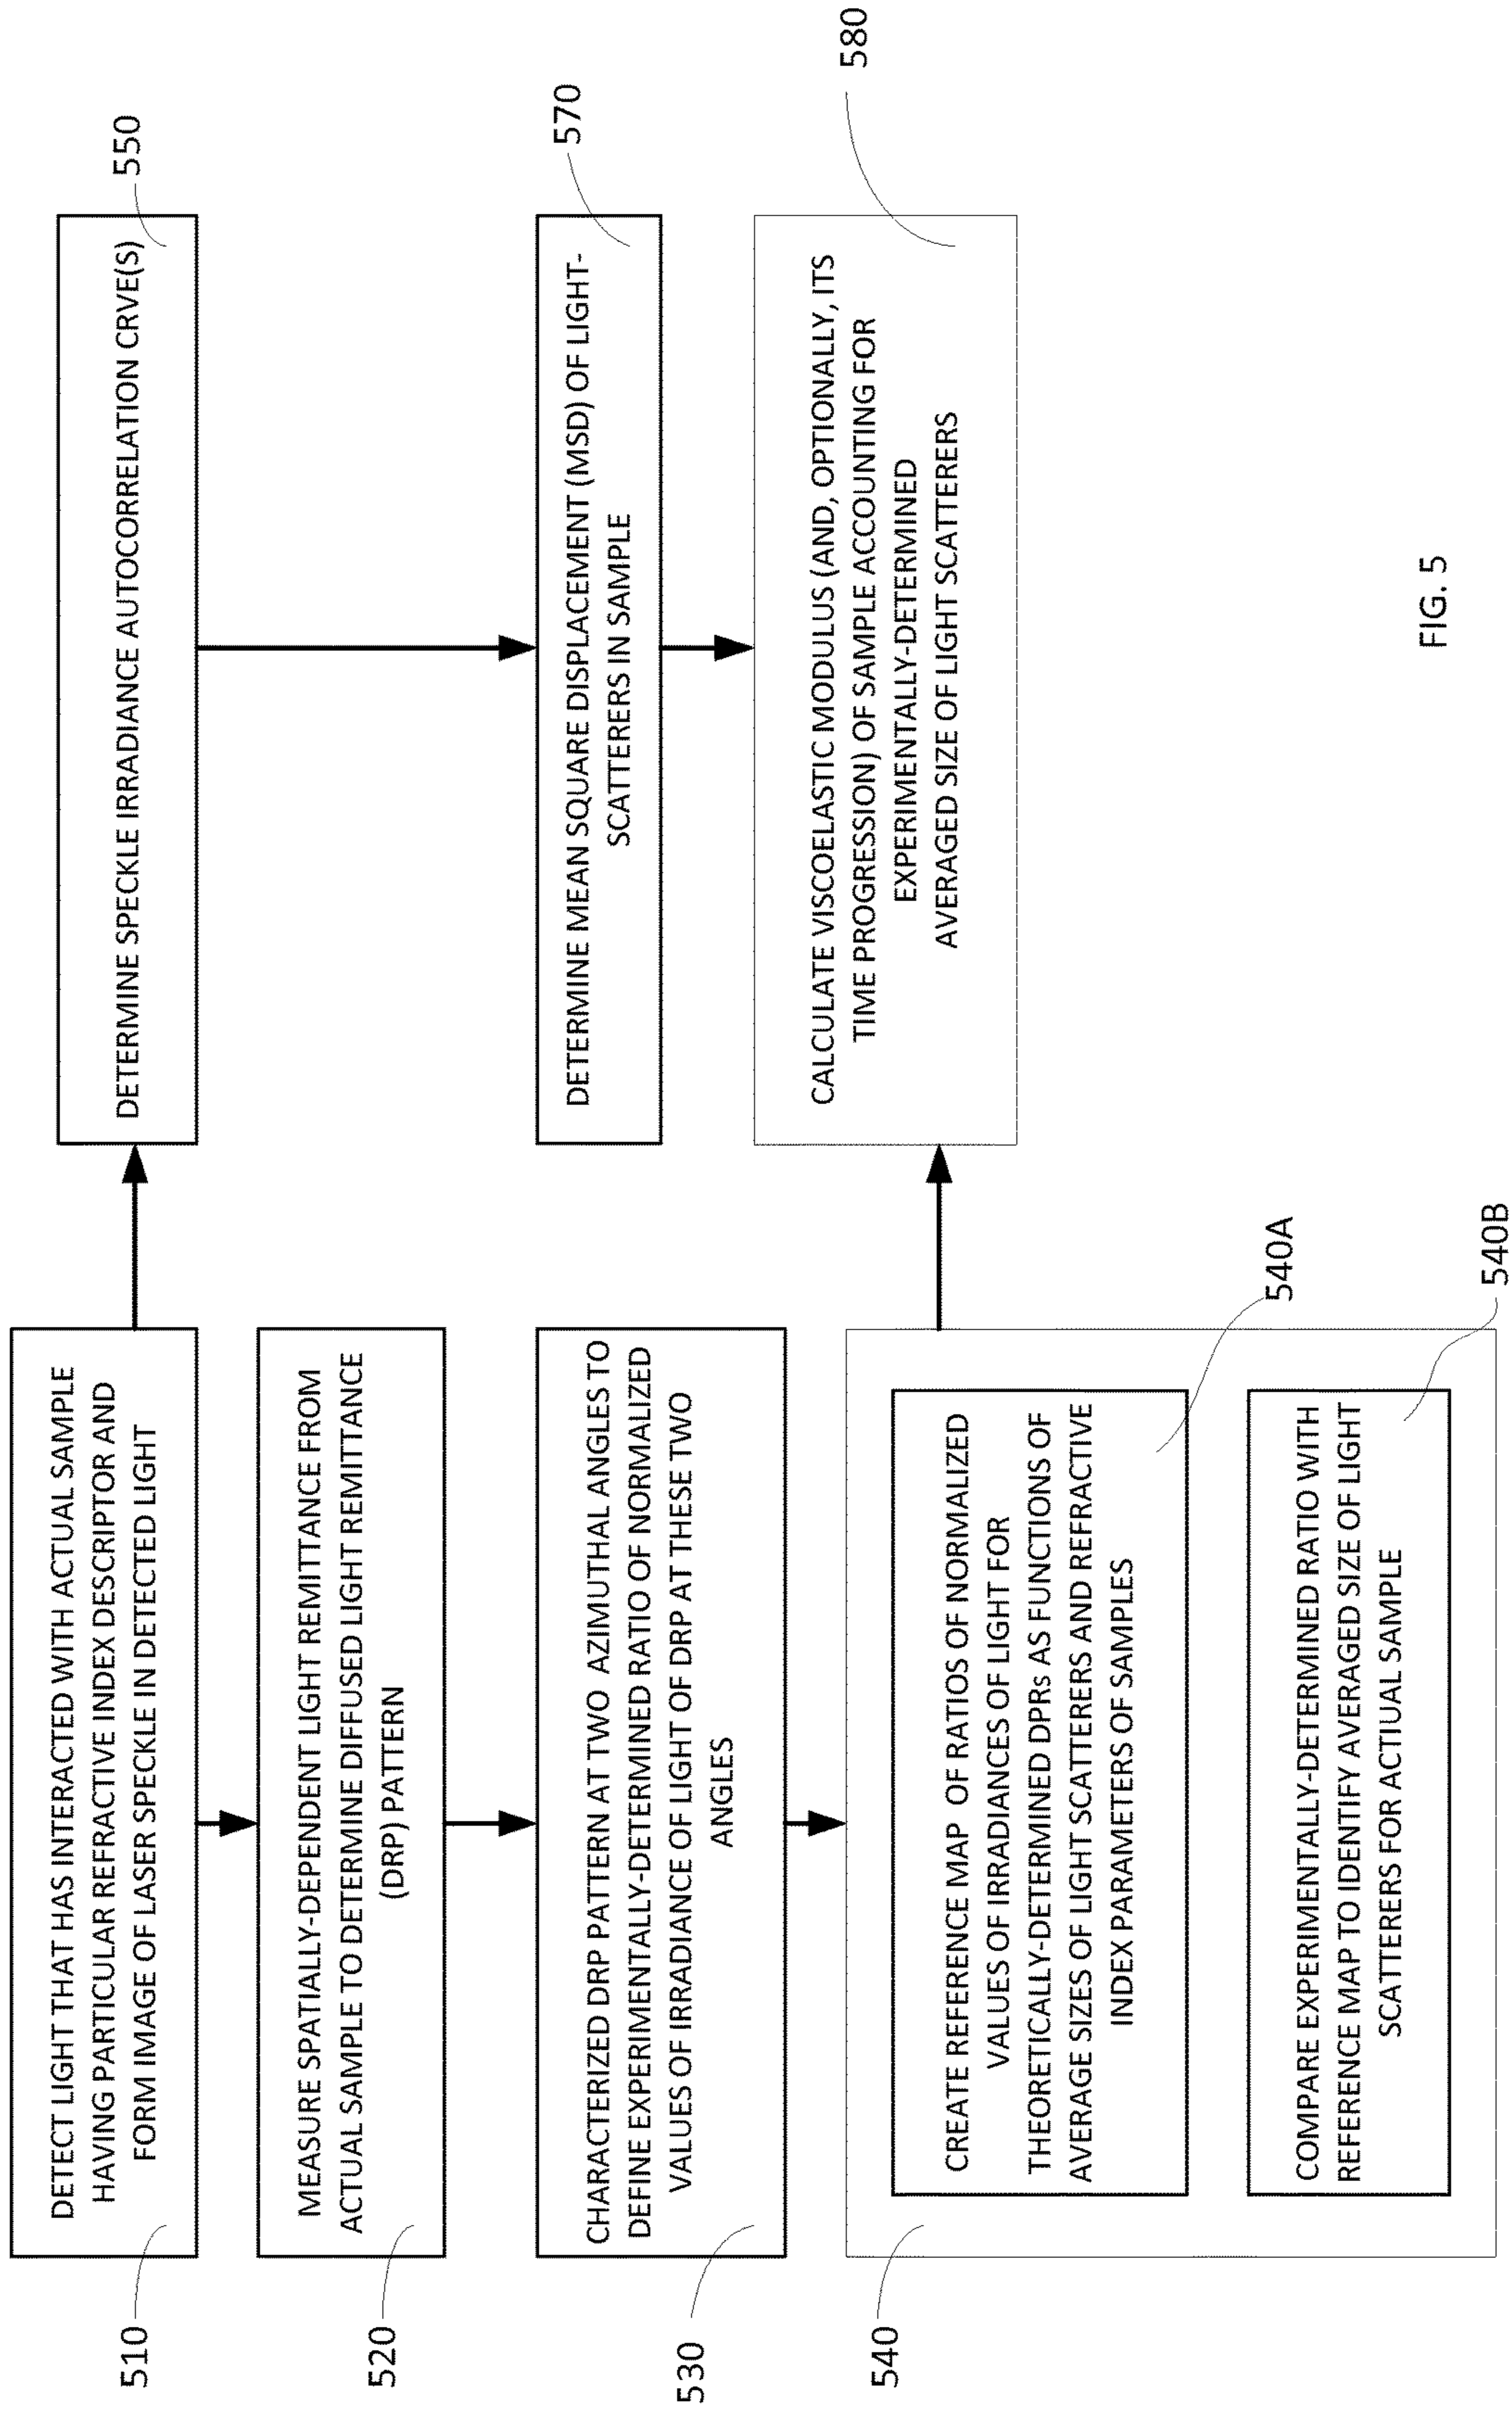 510
DETECT LIGHT THAT HAS INTERACTED WITH ACTUAL SAMPLE
HAVING PARTICULAR REFRACTIVE INDEX DESCRIPTOR AND
FORM IMAGE OF LASER SPECKLE IN DETECTED LIGHT
520
MEASURE SPATIALLY-DEPENDENT LIGHT REMITTANCE FROM
ACTUAL SAMPLE TO DETERMINE DIFFUSED LIGHT REMITTANCE
(DRP) PATTERN
530
CHARACTERIZED DRP PATTERN AT TWO AZIMUTHAL ANGLES TO
DEFINE EXPERIMENTALLY-DETERMINED RATIO OF NORMALIZED
VALUES OF IRRADIANCE OF LIGHT OF DRP AT THESE TWO
ANGLES
540
CREATE REFERENCE MAP OF RATIOS OF NORMALIZED
VALUES OF IRRADIANCES OF LIGHT FOR
THEORETICALLY-DETERMINED DPRs AS FUNCTIONS OF
AVERAGE SIZES OF LIGHT SCATTERERS AND REFRACTIVE
INDEX PARAMETERS OF SAMPLES
540A
COMPARE EXPERIMENTALLY-DETERMINED RATIO WITH
REFERENCE MAP TO IDENTIFY AVERAGED SIZE OF LIGHT
SCATTERERS FOR ACTIUAL SAMPLE
540B
DETERMINE SPECKLE IRRADIANCE AUTOCORRELATION CRVE(S)
550
DETERMINE MEAN SQUARE DISPLACEMENT (MSD) OF LIGHT-
SCATTERERS IN SAMPLE
570
CALCULATE VISCOELASTIC MODULUS (AND, OPTIONALLY, ITS
TIME PROGRESSION) OF SAMPLE ACCOUNTING FOR
EXPERIMENTALLY-DETERMINED
AVERAGED SIZE OF LIGHT SCATTERERS
580
FIG. 5